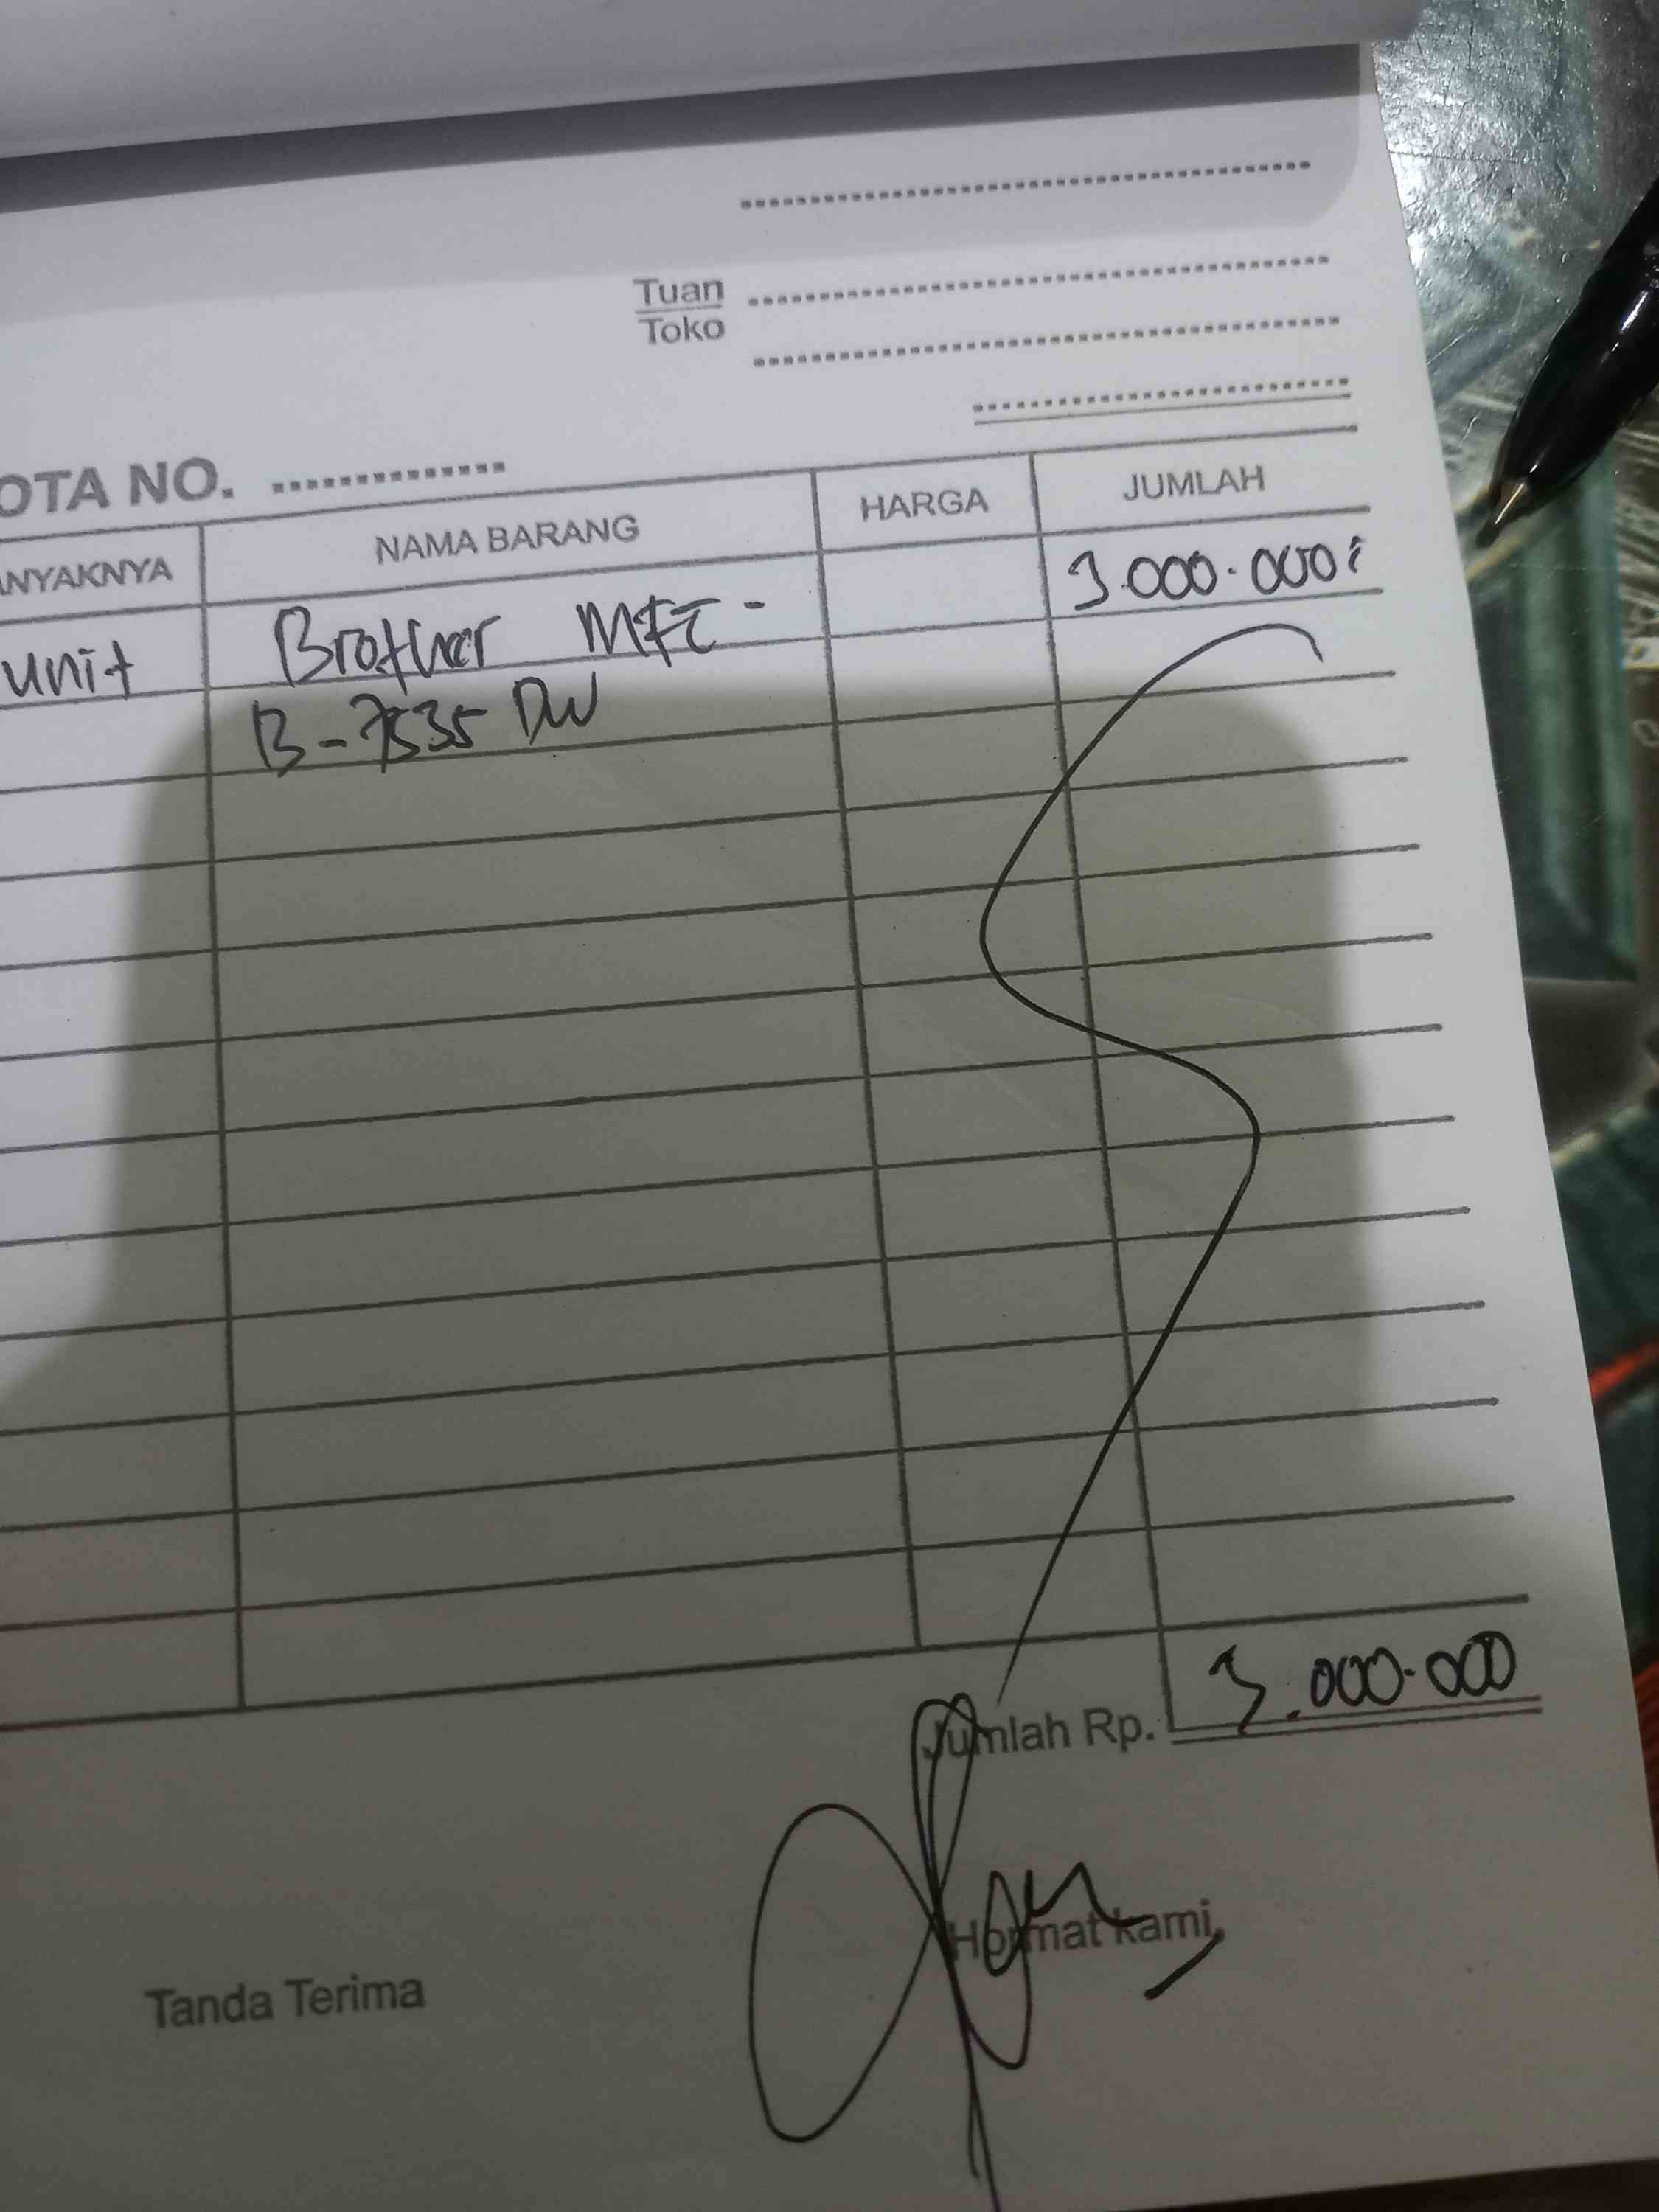 Tuan
Toko
OTA NO. ..............
NYAKNYA NAMA BARANG HARGA JUMLAH
unit Brother MFC - 3.000.000
B-7535 DW
Jumlah Rp. 3.000.000
Hormat kami,
Tanda Terima